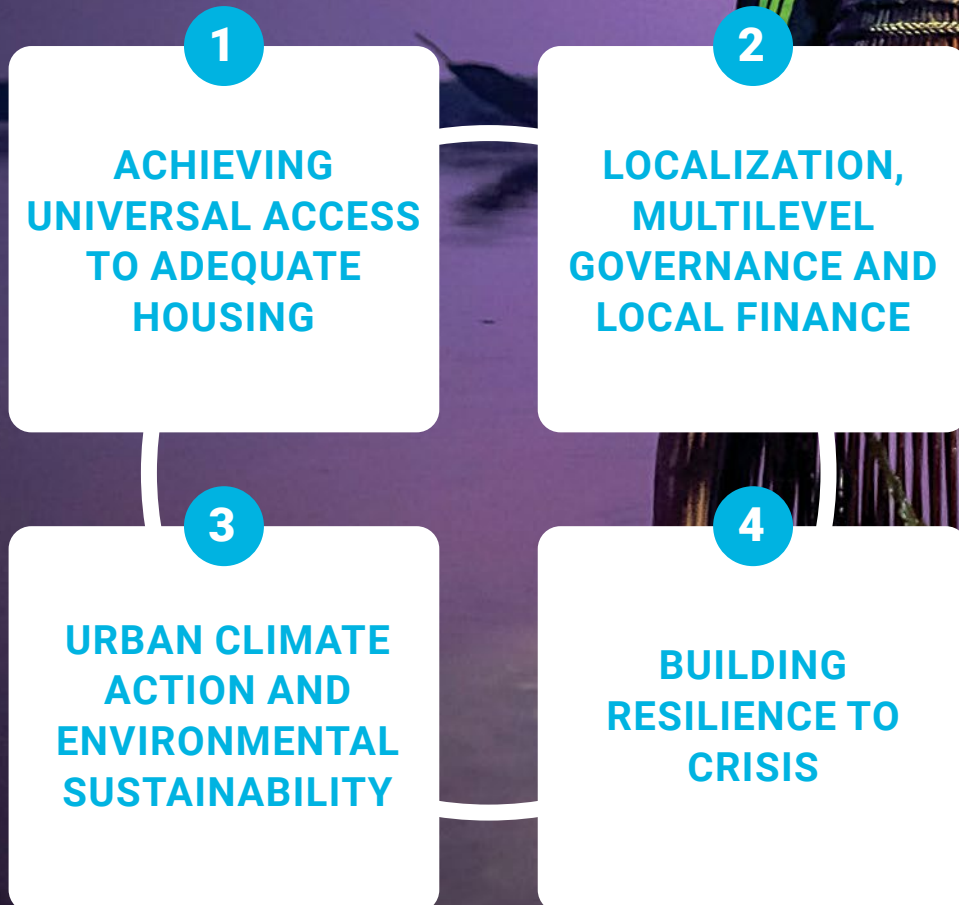 1
ACHIEVING
UNIVERSAL ACCESS
TO ADEQUATE
HOUSING
2
LOCALIZATION,
MULTILEVEL
GOVERNANCE AND
LOCAL FINANCE
3
URBAN CLIMATE
ACTION AND
ENVIRONMENTAL
SUSTAINABILITY
4
BUILDING
RESILIENCE TO
CRISIS